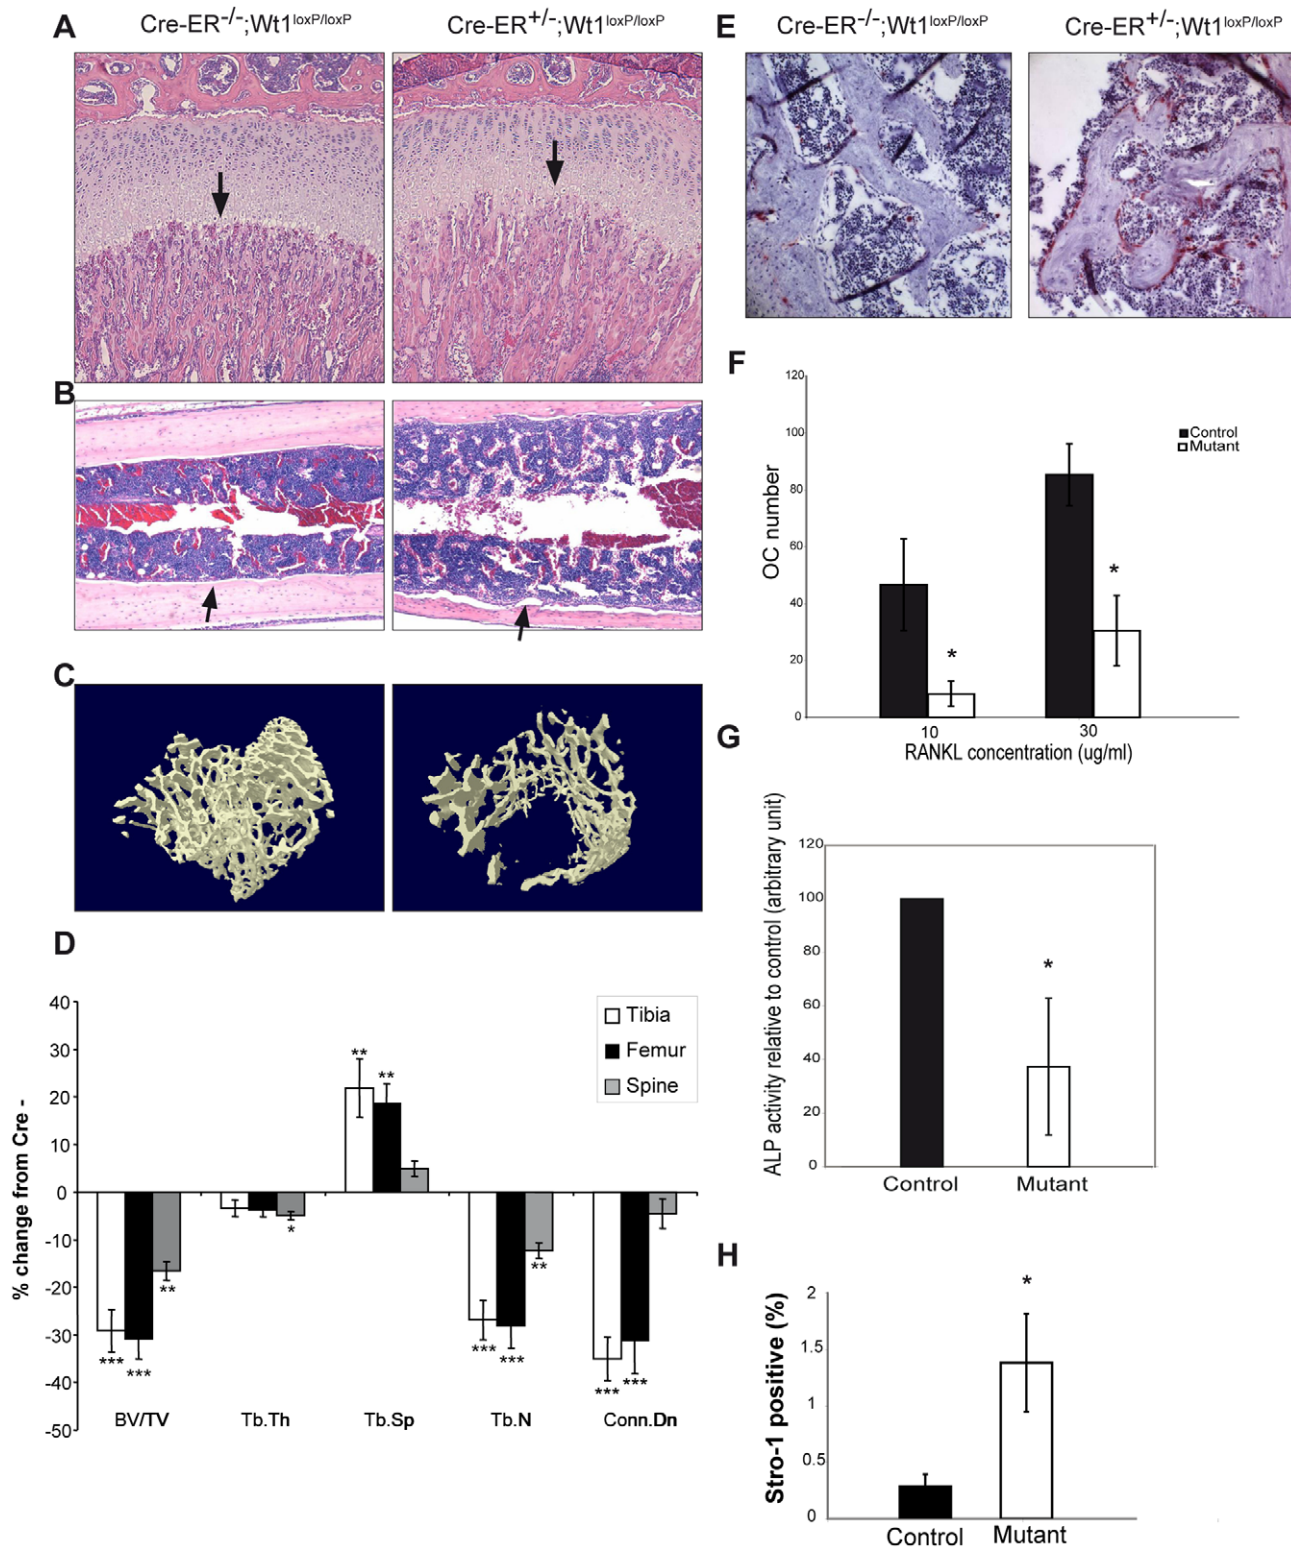 A
Cre-ER-/-;Wt1loxP/loxP
Cre-ER+/-;Wt1loxP/loxP
B
C
D
40
30
20
10
0
-10
-20
-30
-40
-50
% change from Cre -
Tibia
Femur
Spine
*** *** **
*
** **
*** *** **
*** ***
BV/TV Tb.Th Tb.Sp Tb.N Conn.Dn
E
Cre-ER-/-;Wt1loxP/loxP
Cre-ER+/-;Wt1loxP/loxP
F
120
100
80
60
40
20
0
OC number
Control
Mutant
*
*
10 30
RANKL concentration (ug/ml)
G
120
100
80
60
40
20
0
ALP activity relative to control (arbitrary unit)
*
Control Mutant
H
2
1.5
1
0.5
0
Stro-1 positive (%)
*
Control Mutant